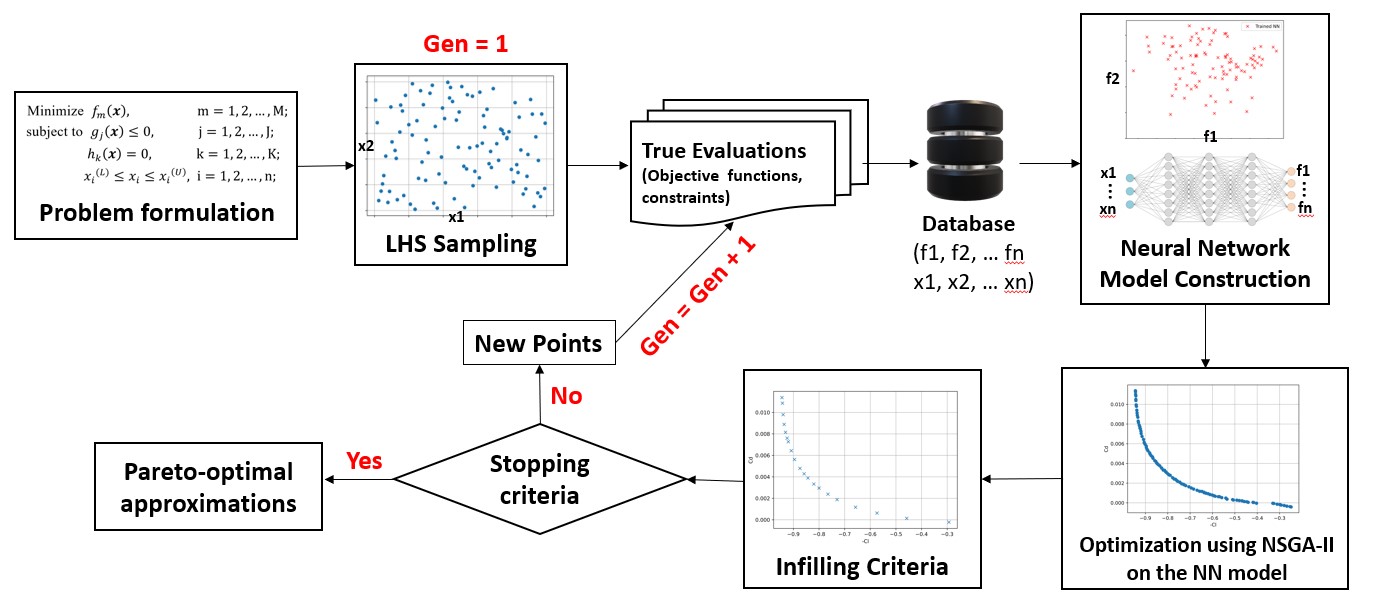 Gen = 1
Minimize f_m(x), m = 1,2, …, M;
subject to g_j(x) ≤ 0, j = 1,2, …, J;
h_k(x) = 0, k = 1,2, …, K;
x_i^(L) ≤ x_i ≤ x_i^(U), i = 1,2, …, n;
Problem formulation
x2
x1
LHS Sampling
True Evaluations
(Objective functions,
constraints)
Database
(f1, f2, … fn
x1, x2, … xn)
Trained NN
f2
f1
x1
⋮
xn
f1
⋮
fn
Neural Network
Model Construction
Gen = Gen + 1
New Points
No
Stopping
criteria
Yes
Pareto-optimal
approximations
0.010
0.008
0.006
0.004
0.002
0.000
Cd
−0.9 −0.8 −0.7 −0.6 −0.5 −0.4 −0.3
-Cl
Infilling Criteria
0.010
0.008
0.006
0.004
0.002
0.000
Cd
−0.9 −0.8 −0.7 −0.6 −0.5 −0.4 −0.3
-Cl
Optimization using NSGA-II
on the NN model